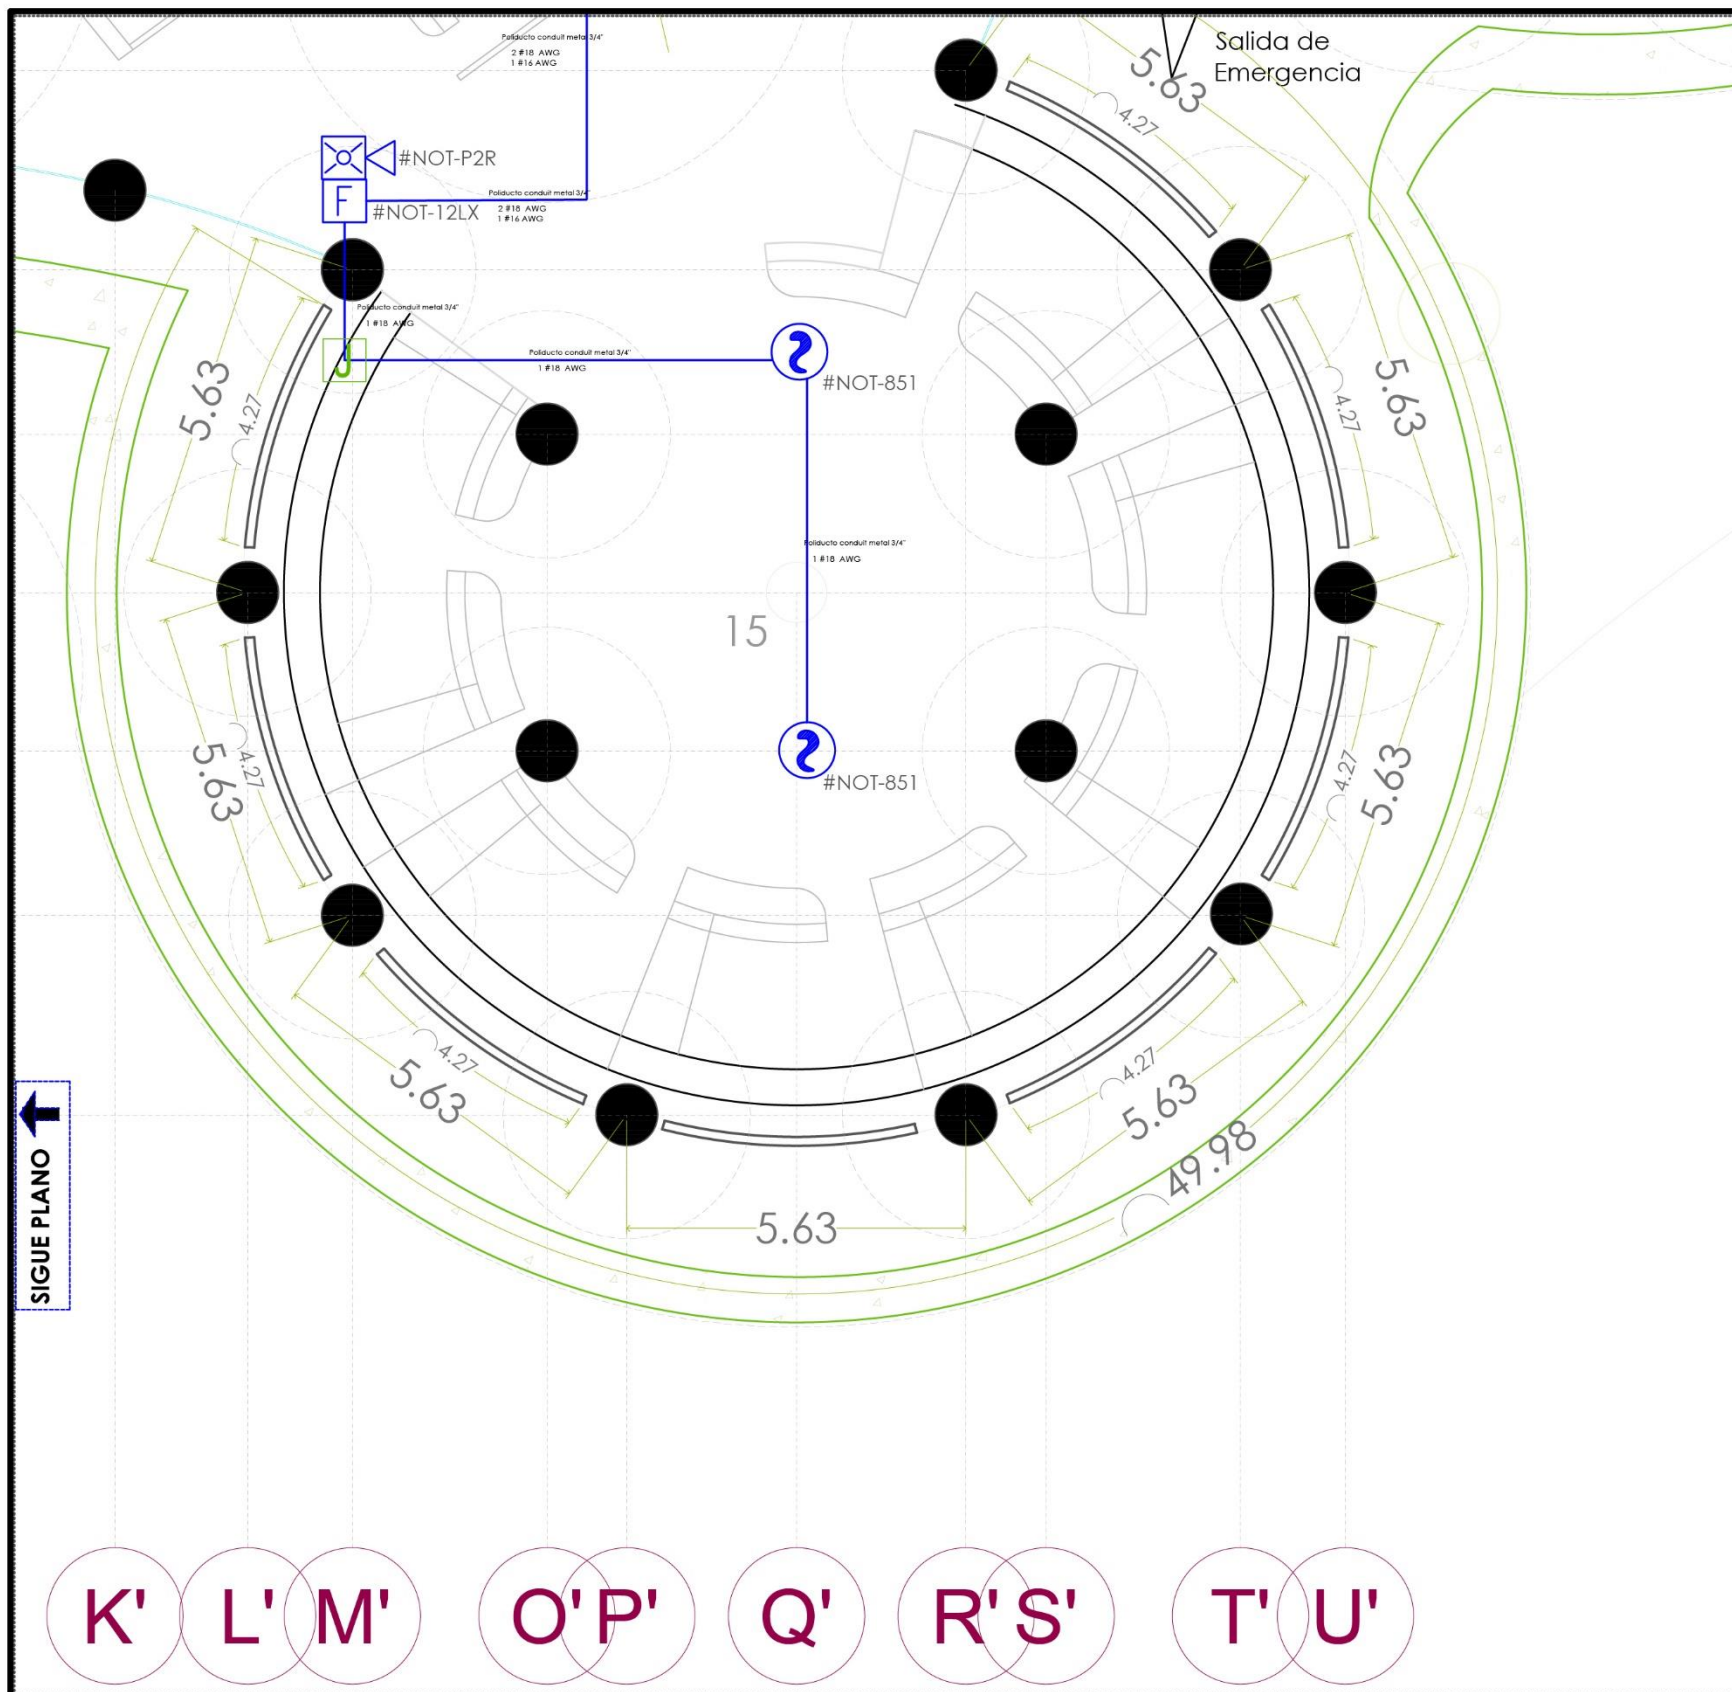 Poliducto conduit metal 3/4"
2 #18 AWG
1 #16 AWG
Salida de
Emergencia
5.63
4.27
#NOT-P2R
F
#NOT-12LX
Poliducto conduit metal 3/4"
2 #18 AWG
1 #16 AWG
Poliducto conduit metal 3/4"
1 #18 AWG
J
Poliducto conduit metal 3/4"
1 #18 AWG
#NOT-851
5.63
4.27
5.63
4.27
Poliducto conduit metal 3/4"
1 #18 AWG
15
#NOT-851
5.63
4.27
5.63
4.27
5.63
4.27
5.63
4.27
49.98
5.63
SIGUE PLANO
K'
L'
M'
O'
P'
Q'
R'
S'
T'
U'